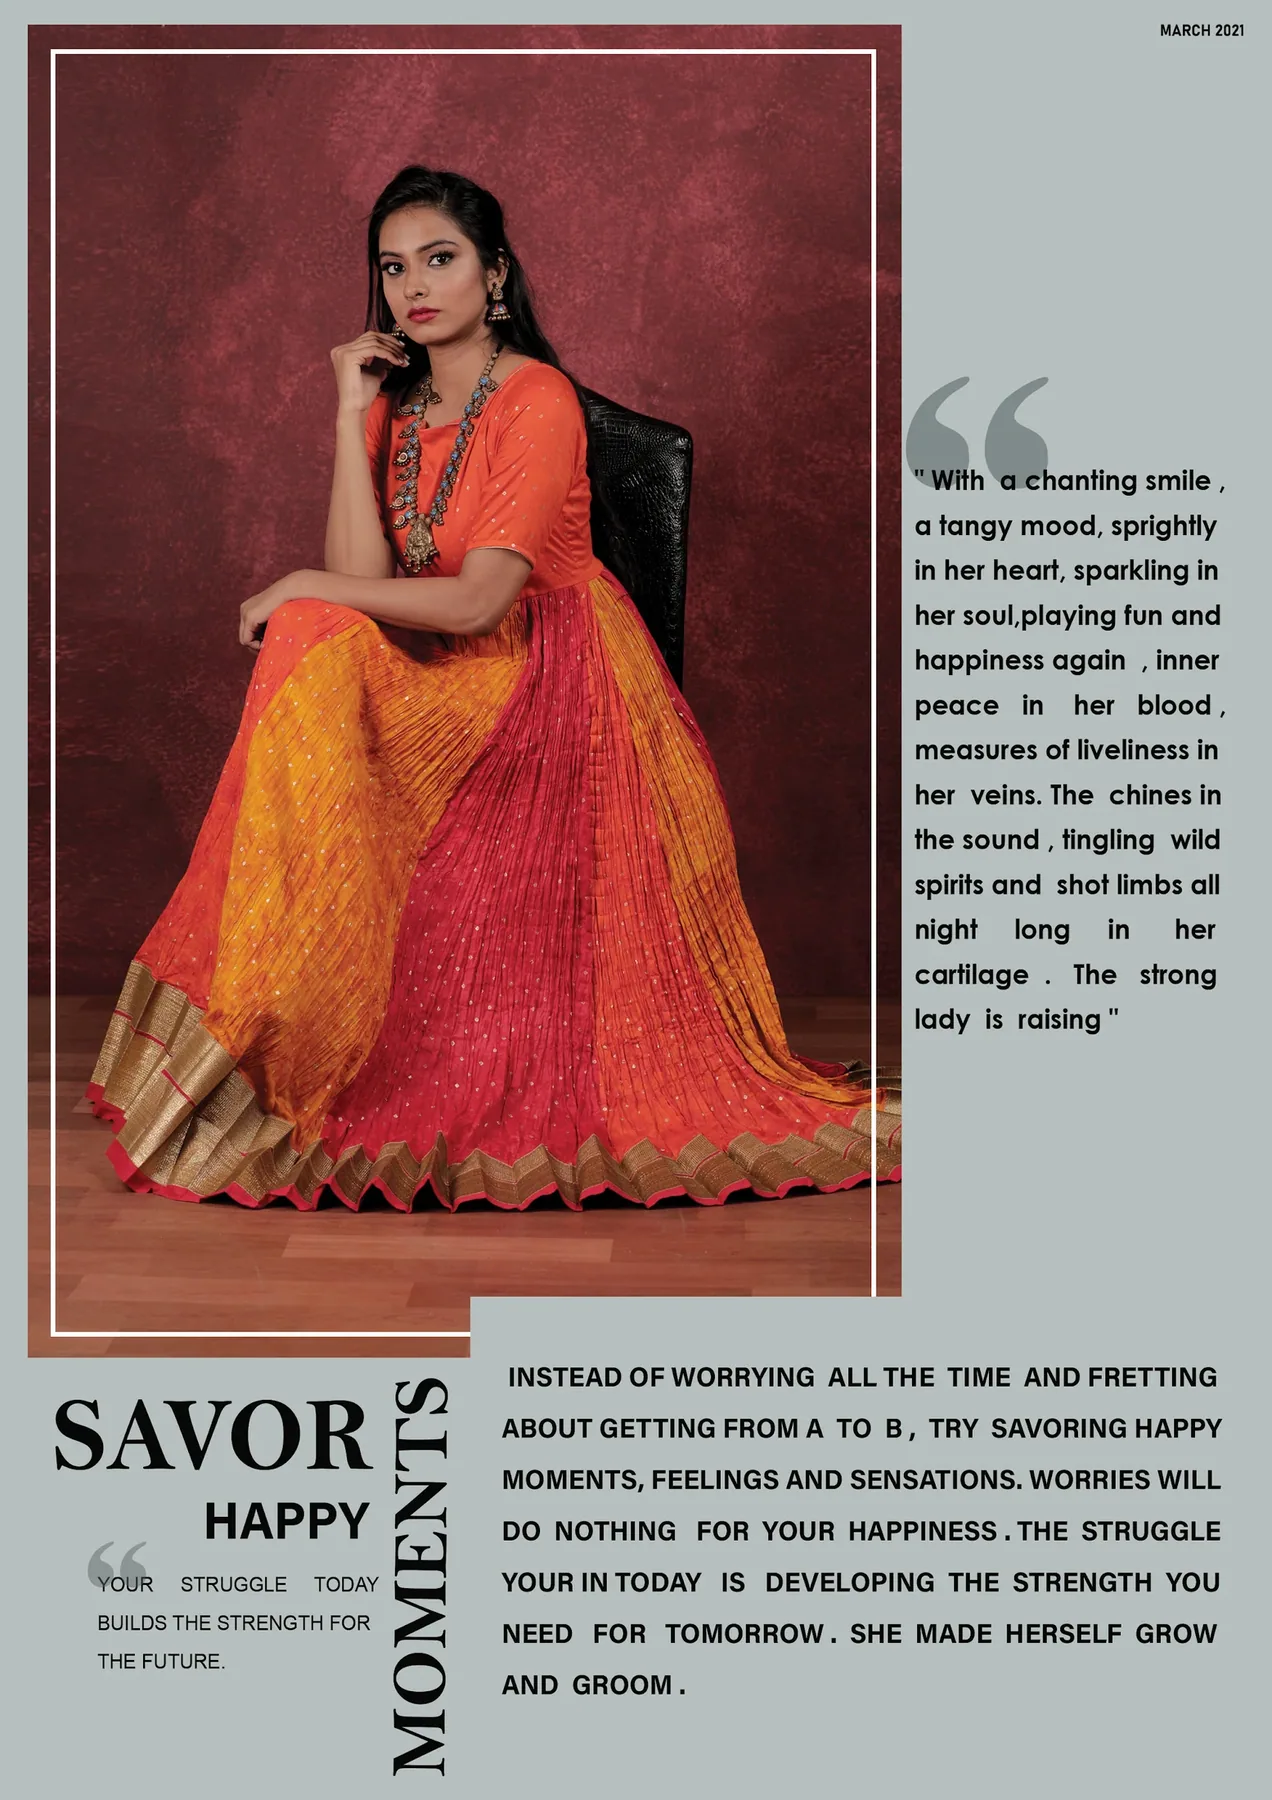 MARCH 2021
" With a chanting smile ,
a tangy mood, sprightly
in her heart, sparkling in
her soul,playing fun and
happiness again , inner
peace in her blood ,
measures of liveliness in
her veins. The chines in
the sound , tingling wild
spirits and shot limbs all
night long in her
cartilage . The strong
lady is raising "
SAVOR
HAPPY
MOMENTS
YOUR STRUGGLE TODAY
BUILDS THE STRENGTH FOR
THE FUTURE.
INSTEAD OF WORRYING ALL THE TIME AND FRETTING
ABOUT GETTING FROM A TO B , TRY SAVORING HAPPY
MOMENTS, FEELINGS AND SENSATIONS. WORRIES WILL
DO NOTHING FOR YOUR HAPPINESS . THE STRUGGLE
YOUR IN TODAY IS DEVELOPING THE STRENGTH YOU
NEED FOR TOMORROW . SHE MADE HERSELF GROW
AND GROOM .